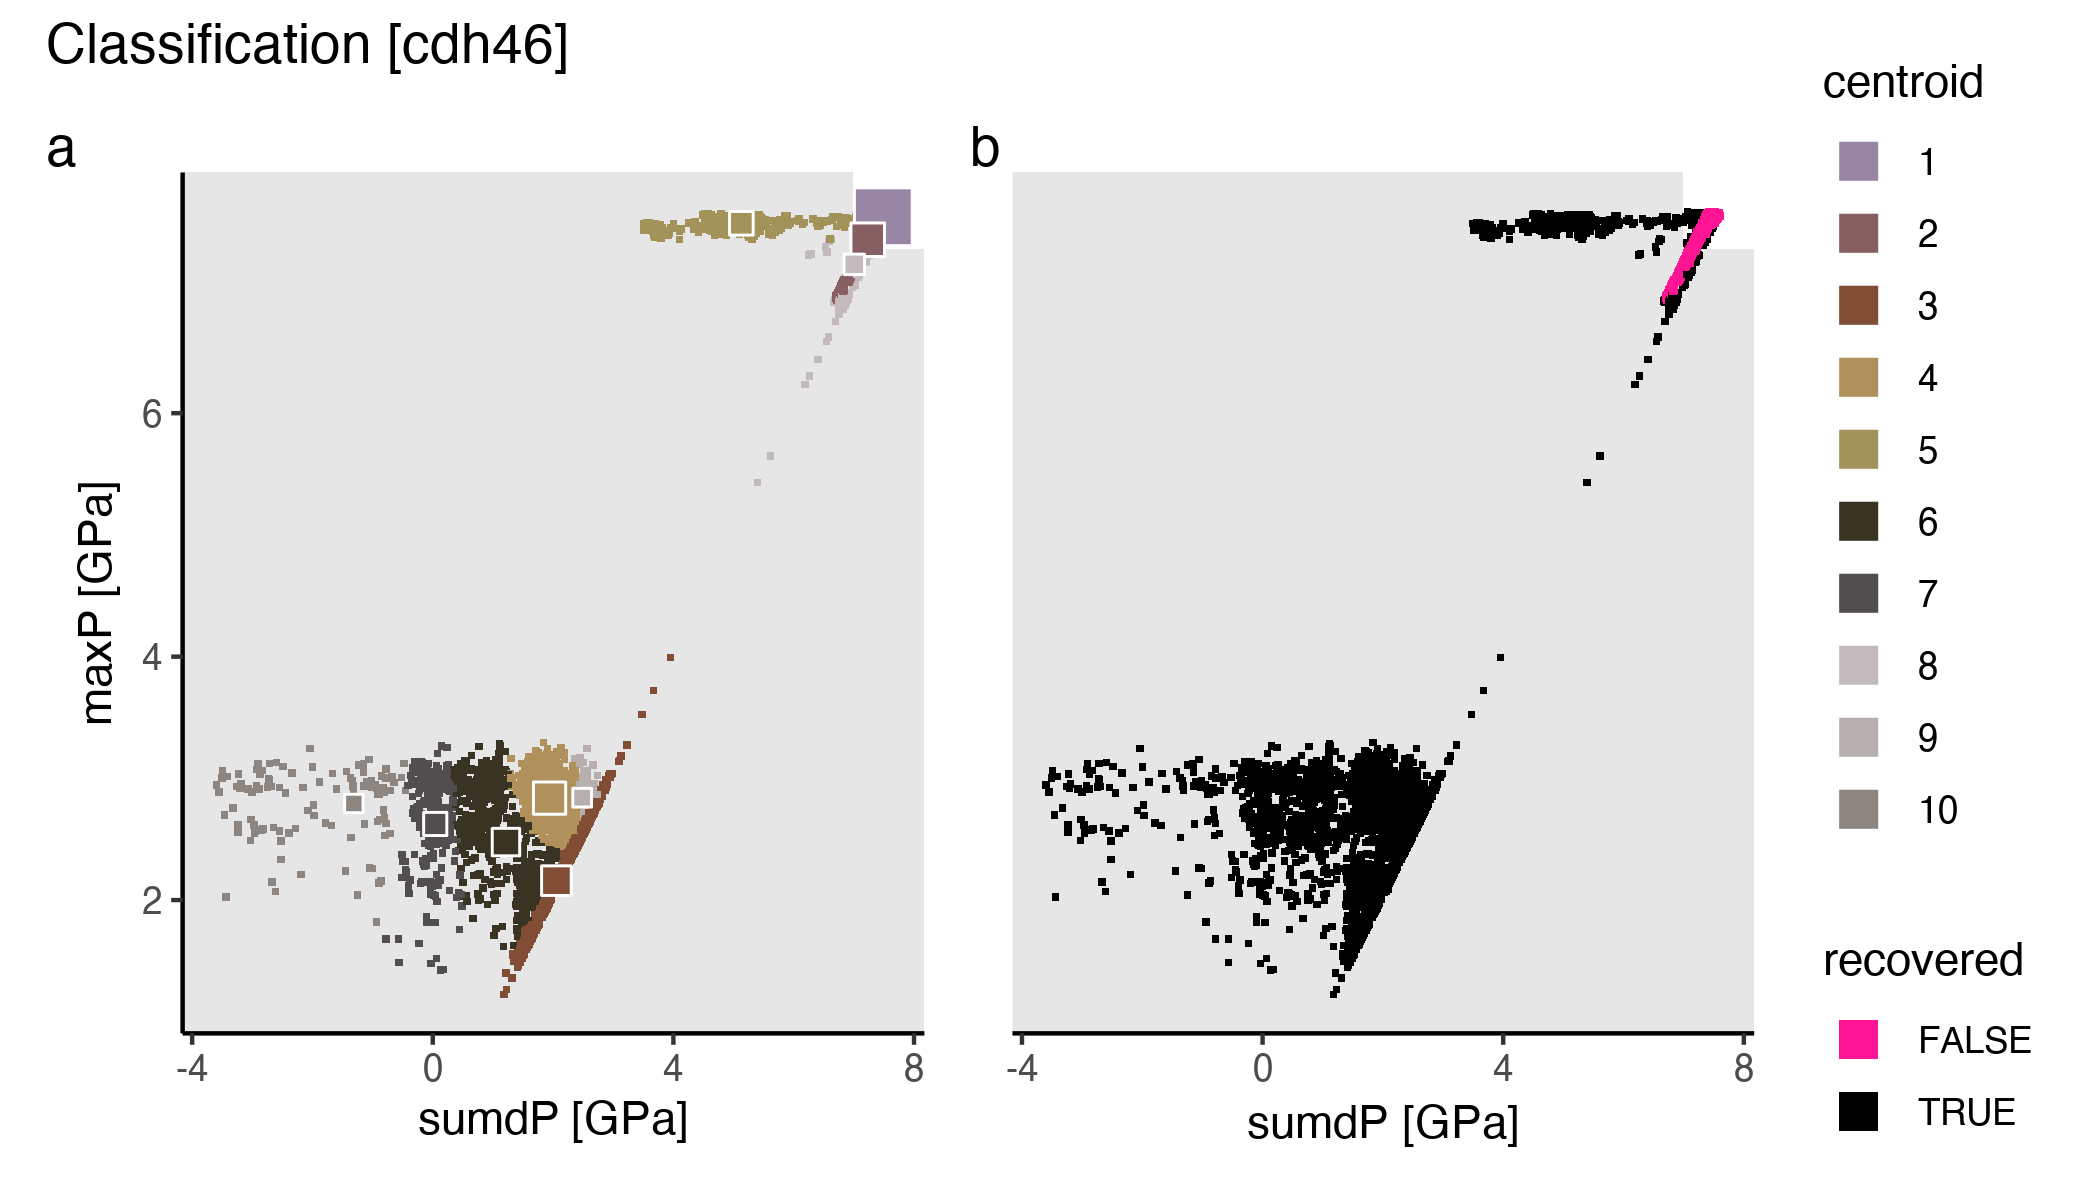 Classification [cdh46]
a
b
maxP [GPa]
6
4
2
-4 0 4 8
sumdP [GPa]
-4 0 4 8
sumdP [GPa]
centroid
1
2
3
4
5
6
7
8
9
10
recovered
FALSE
TRUE